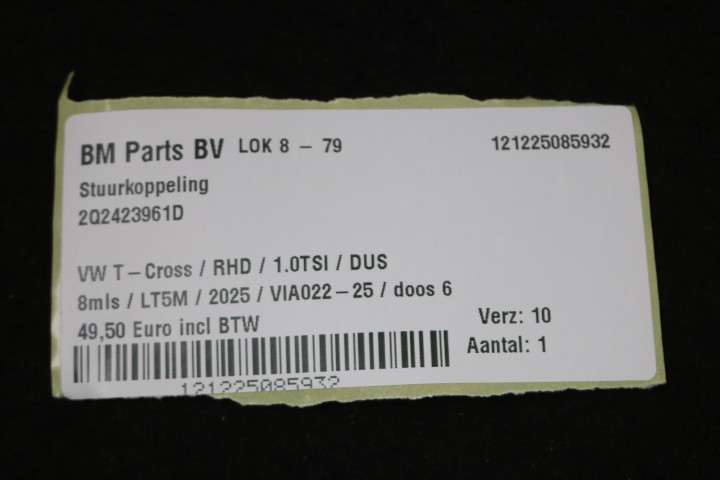 BM Parts BV LOK 8 - 79 121225085932
Stuurkoppeling
2Q2423961D
VW T-Cross / RHD / 1.0TSI / DUS
8mls / LT5M / 2025 / VIA022-25 / doos 6
49,50 Euro incl BTW Verz: 10
Aantal: 1
121225085932